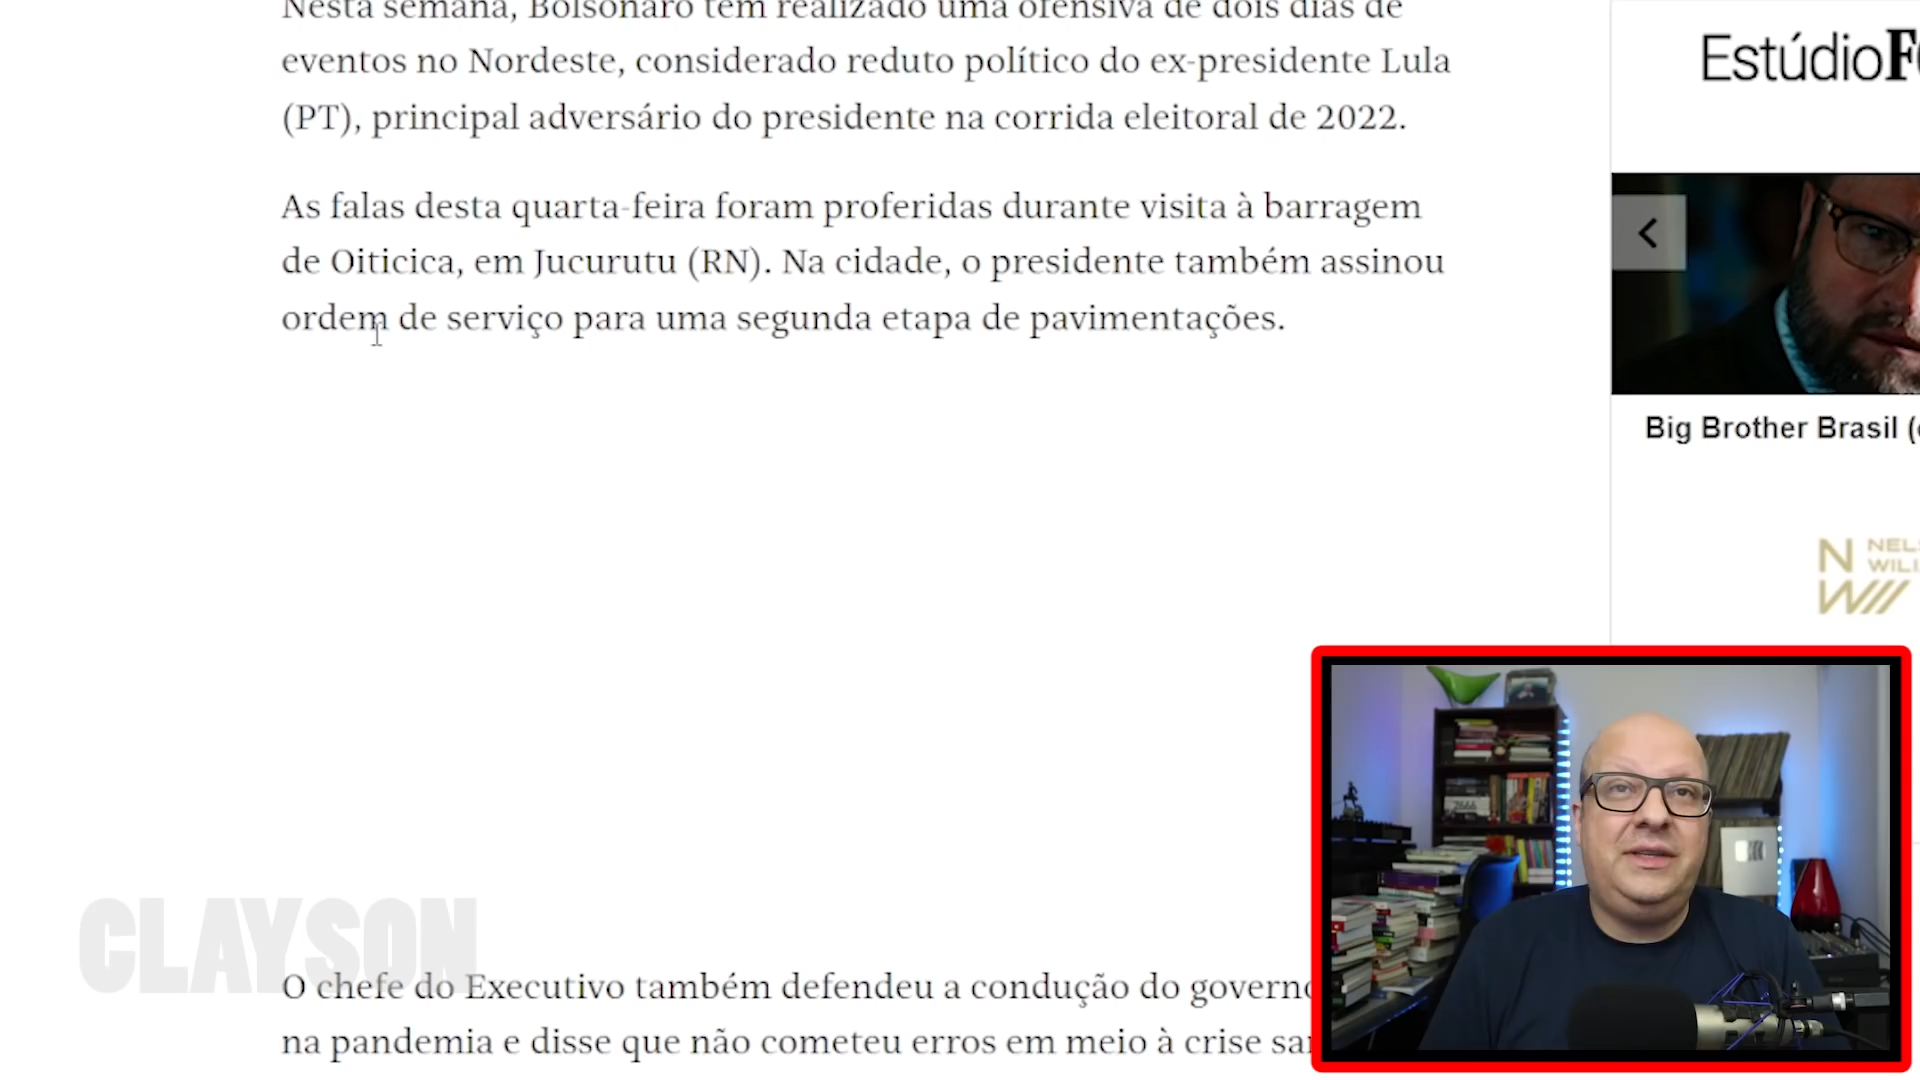 Nesta semana, Bolsonaro tem realizado uma ofensiva de dois dias de
eventos no Nordeste, considerado reduto político do ex-presidente Lula
(PT), principal adversário do presidente na corrida eleitoral de 2022.
As falas desta quarta-feira foram proferidas durante visita à barragem
de Oiticica, em Jucurutu (RN). Na cidade, o presidente também assinou
ordem de serviço para uma segunda etapa de pavimentações.
O chefe do Executivo também defendeu a condução do governo
na pandemia e disse que não cometeu erros em meio à crise
CLAYSON
EstúdioF
Big Brother Brasil (
NW